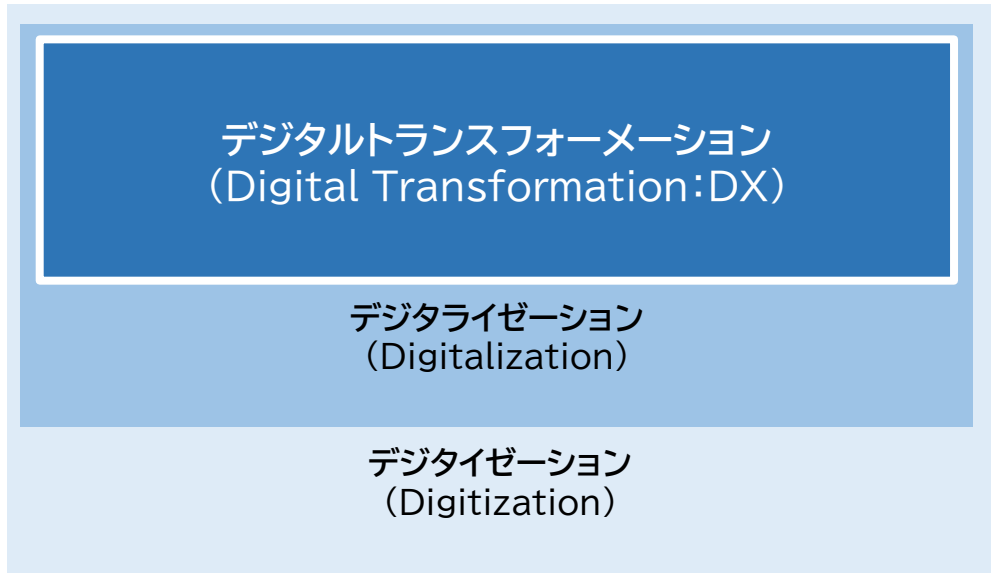 デジタルトランスフォーメーション
（Digital Transformation：DX）
デジタライゼーション
（Digitalization）
デジタイゼーション
（Digitization）